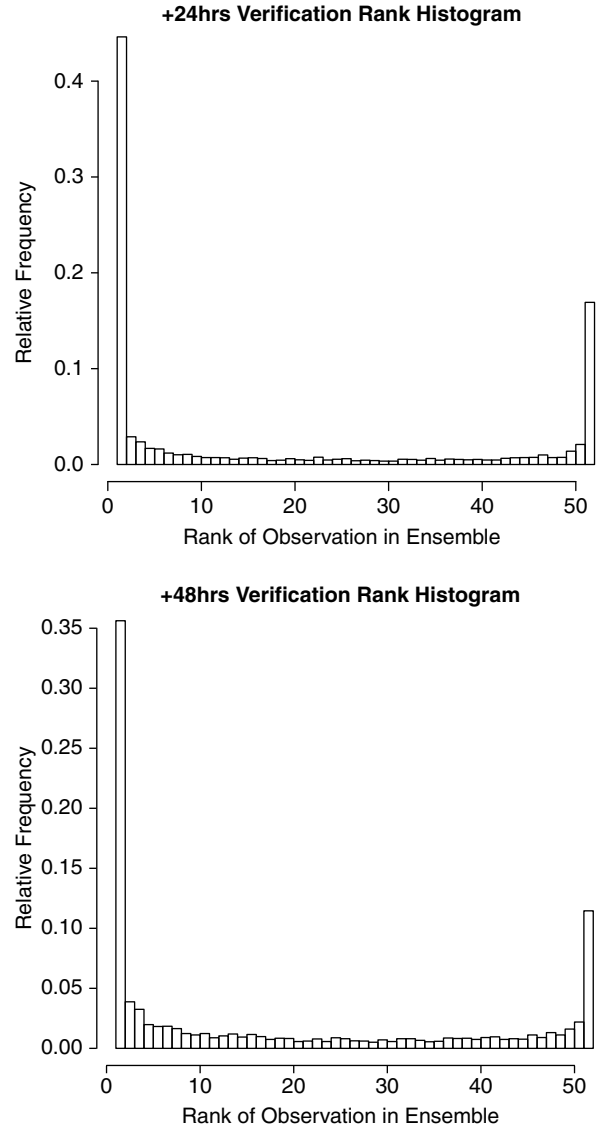 +24hrs Verification Rank Histogram
0.4
0.3
0.2
0.1
0.0
Relative Frequency
0 10 20 30 40 50
Rank of Observation in Ensemble
+48hrs Verification Rank Histogram
0.35
0.30
0.25
0.20
0.15
0.10
0.05
0.00
Relative Frequency
0 10 20 30 40 50
Rank of Observation in Ensemble